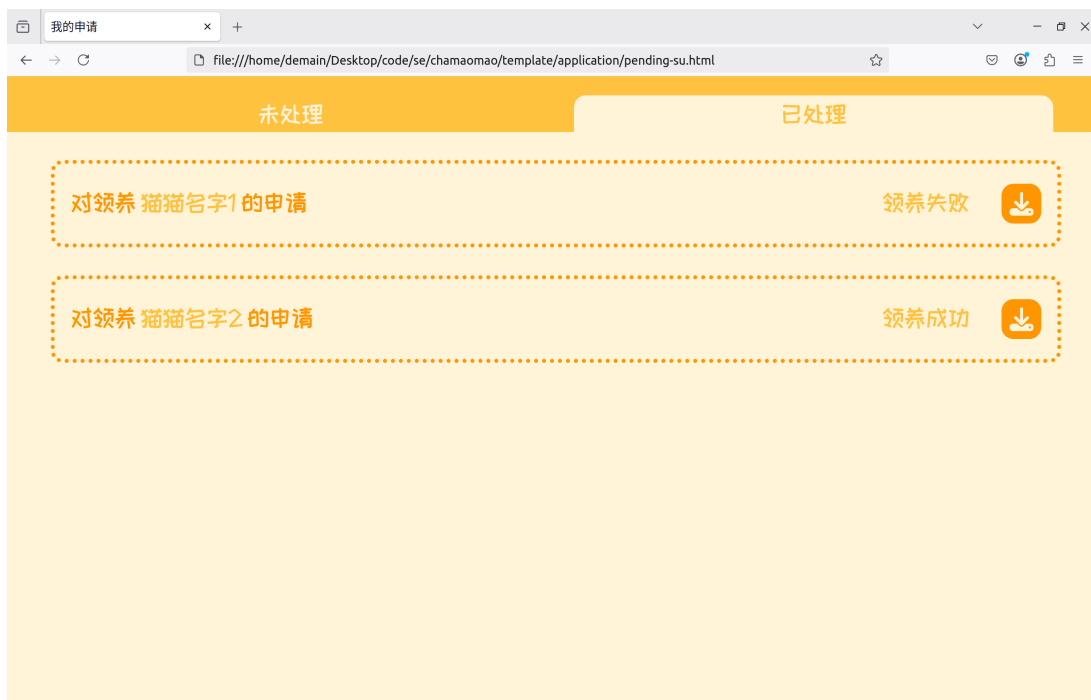 我的申请
file:///home/demain/Desktop/code/se/chamaomao/template/application/pending-su.html
未处理 已处理
对领养 猫猫名字1 的申请 领养失败
对领养 猫猫名字2 的申请 领养成功